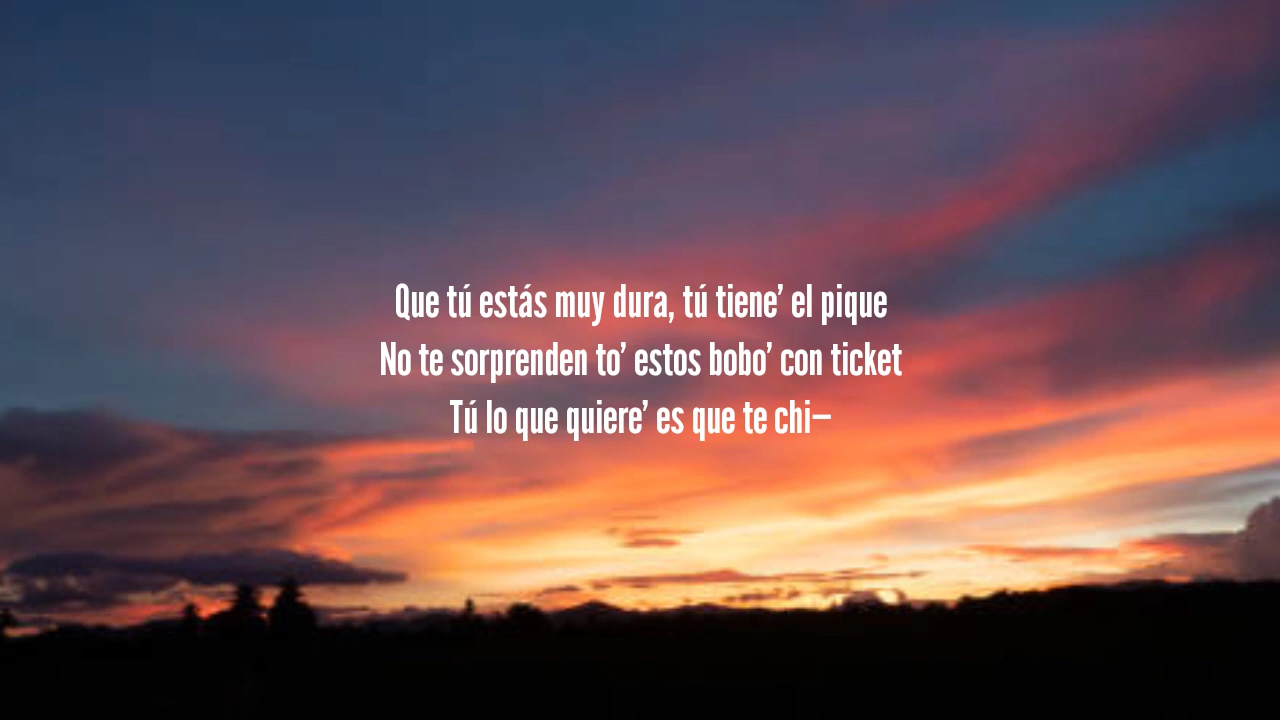 Que tú estás muy dura, tú tiene’ el pique
No te sorprenden to’ estos bobo’ con ticket
Tú lo que quiere’ es que te chi–